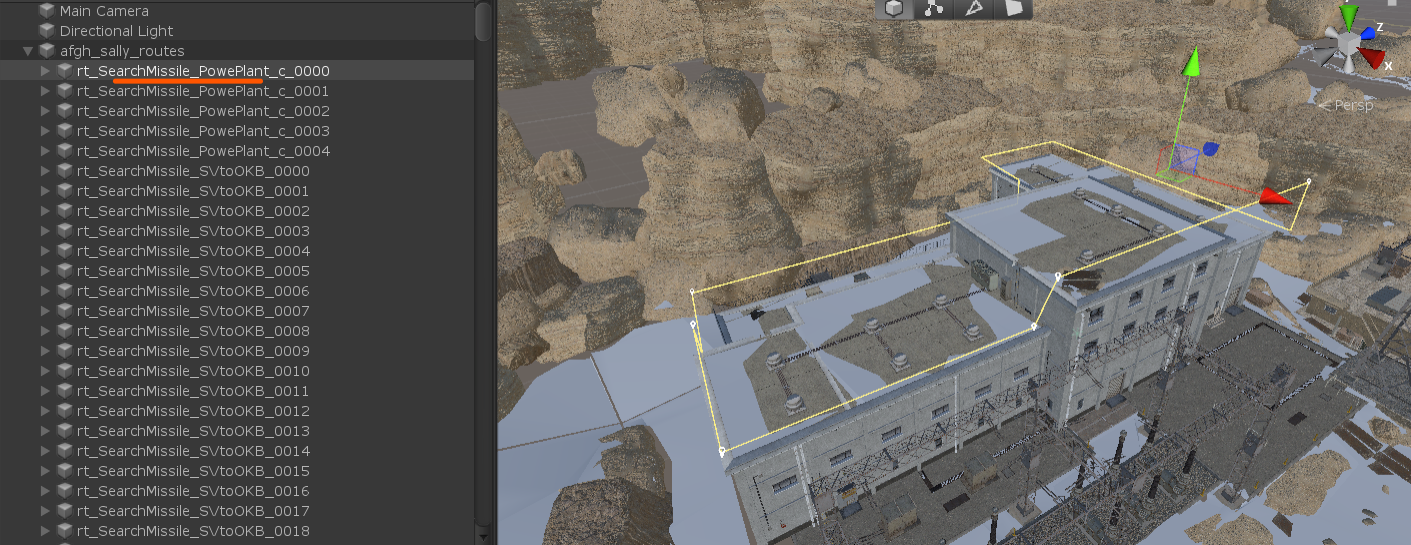 Main Camera
Directional Light
afgh_sally_routes
rt_SearchMissile_PowePlant_c_0000
rt_SearchMissile_PowePlant_c_0001
rt_SearchMissile_PowePlant_c_0002
rt_SearchMissile_PowePlant_c_0003
rt_SearchMissile_PowePlant_c_0004
rt_SearchMissile_SVtoOKB_0000
rt_SearchMissile_SVtoOKB_0001
rt_SearchMissile_SVtoOKB_0002
rt_SearchMissile_SVtoOKB_0003
rt_SearchMissile_SVtoOKB_0004
rt_SearchMissile_SVtoOKB_0005
rt_SearchMissile_SVtoOKB_0006
rt_SearchMissile_SVtoOKB_0007
rt_SearchMissile_SVtoOKB_0008
rt_SearchMissile_SVtoOKB_0009
rt_SearchMissile_SVtoOKB_0010
rt_SearchMissile_SVtoOKB_0011
rt_SearchMissile_SVtoOKB_0012
rt_SearchMissile_SVtoOKB_0013
rt_SearchMissile_SVtoOKB_0014
rt_SearchMissile_SVtoOKB_0015
rt_SearchMissile_SVtoOKB_0016
rt_SearchMissile_SVtoOKB_0017
rt_SearchMissile_SVtoOKB_0018
y
z
x
Persp